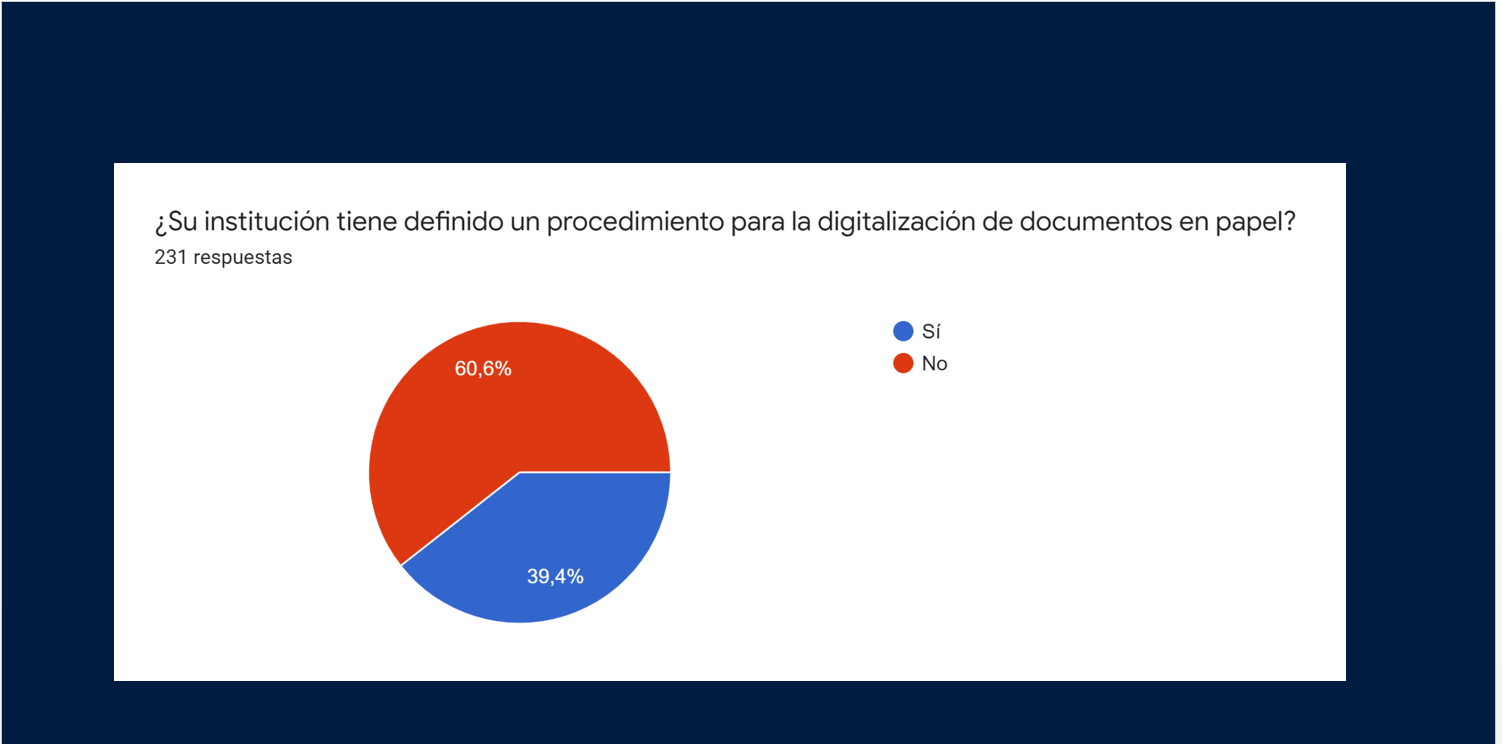 ¿Su institución tiene definido un procedimiento para la digitalización de documentos en papel?
231 respuestas
Sí
No
60,6%
39,4%